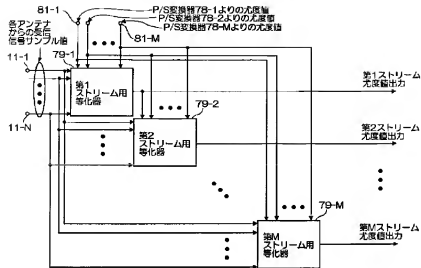 81-1
P/S変換器78-1よりの尤度値
P/S変換器78-2よりの尤度値
P/S変換器78-Mよりの尤度値
81-M
各アンテナ
からの受信
信号サンプル値
79-1
11-1
11-N
第1
ストリーム用
等化器
第1ストリーム
尤度値出力
79-2
第2
ストリーム用
等化器
第2ストリーム
尤度値出力
79-M
第M
ストリーム用
等化器
第Mストリーム
尤度値出力